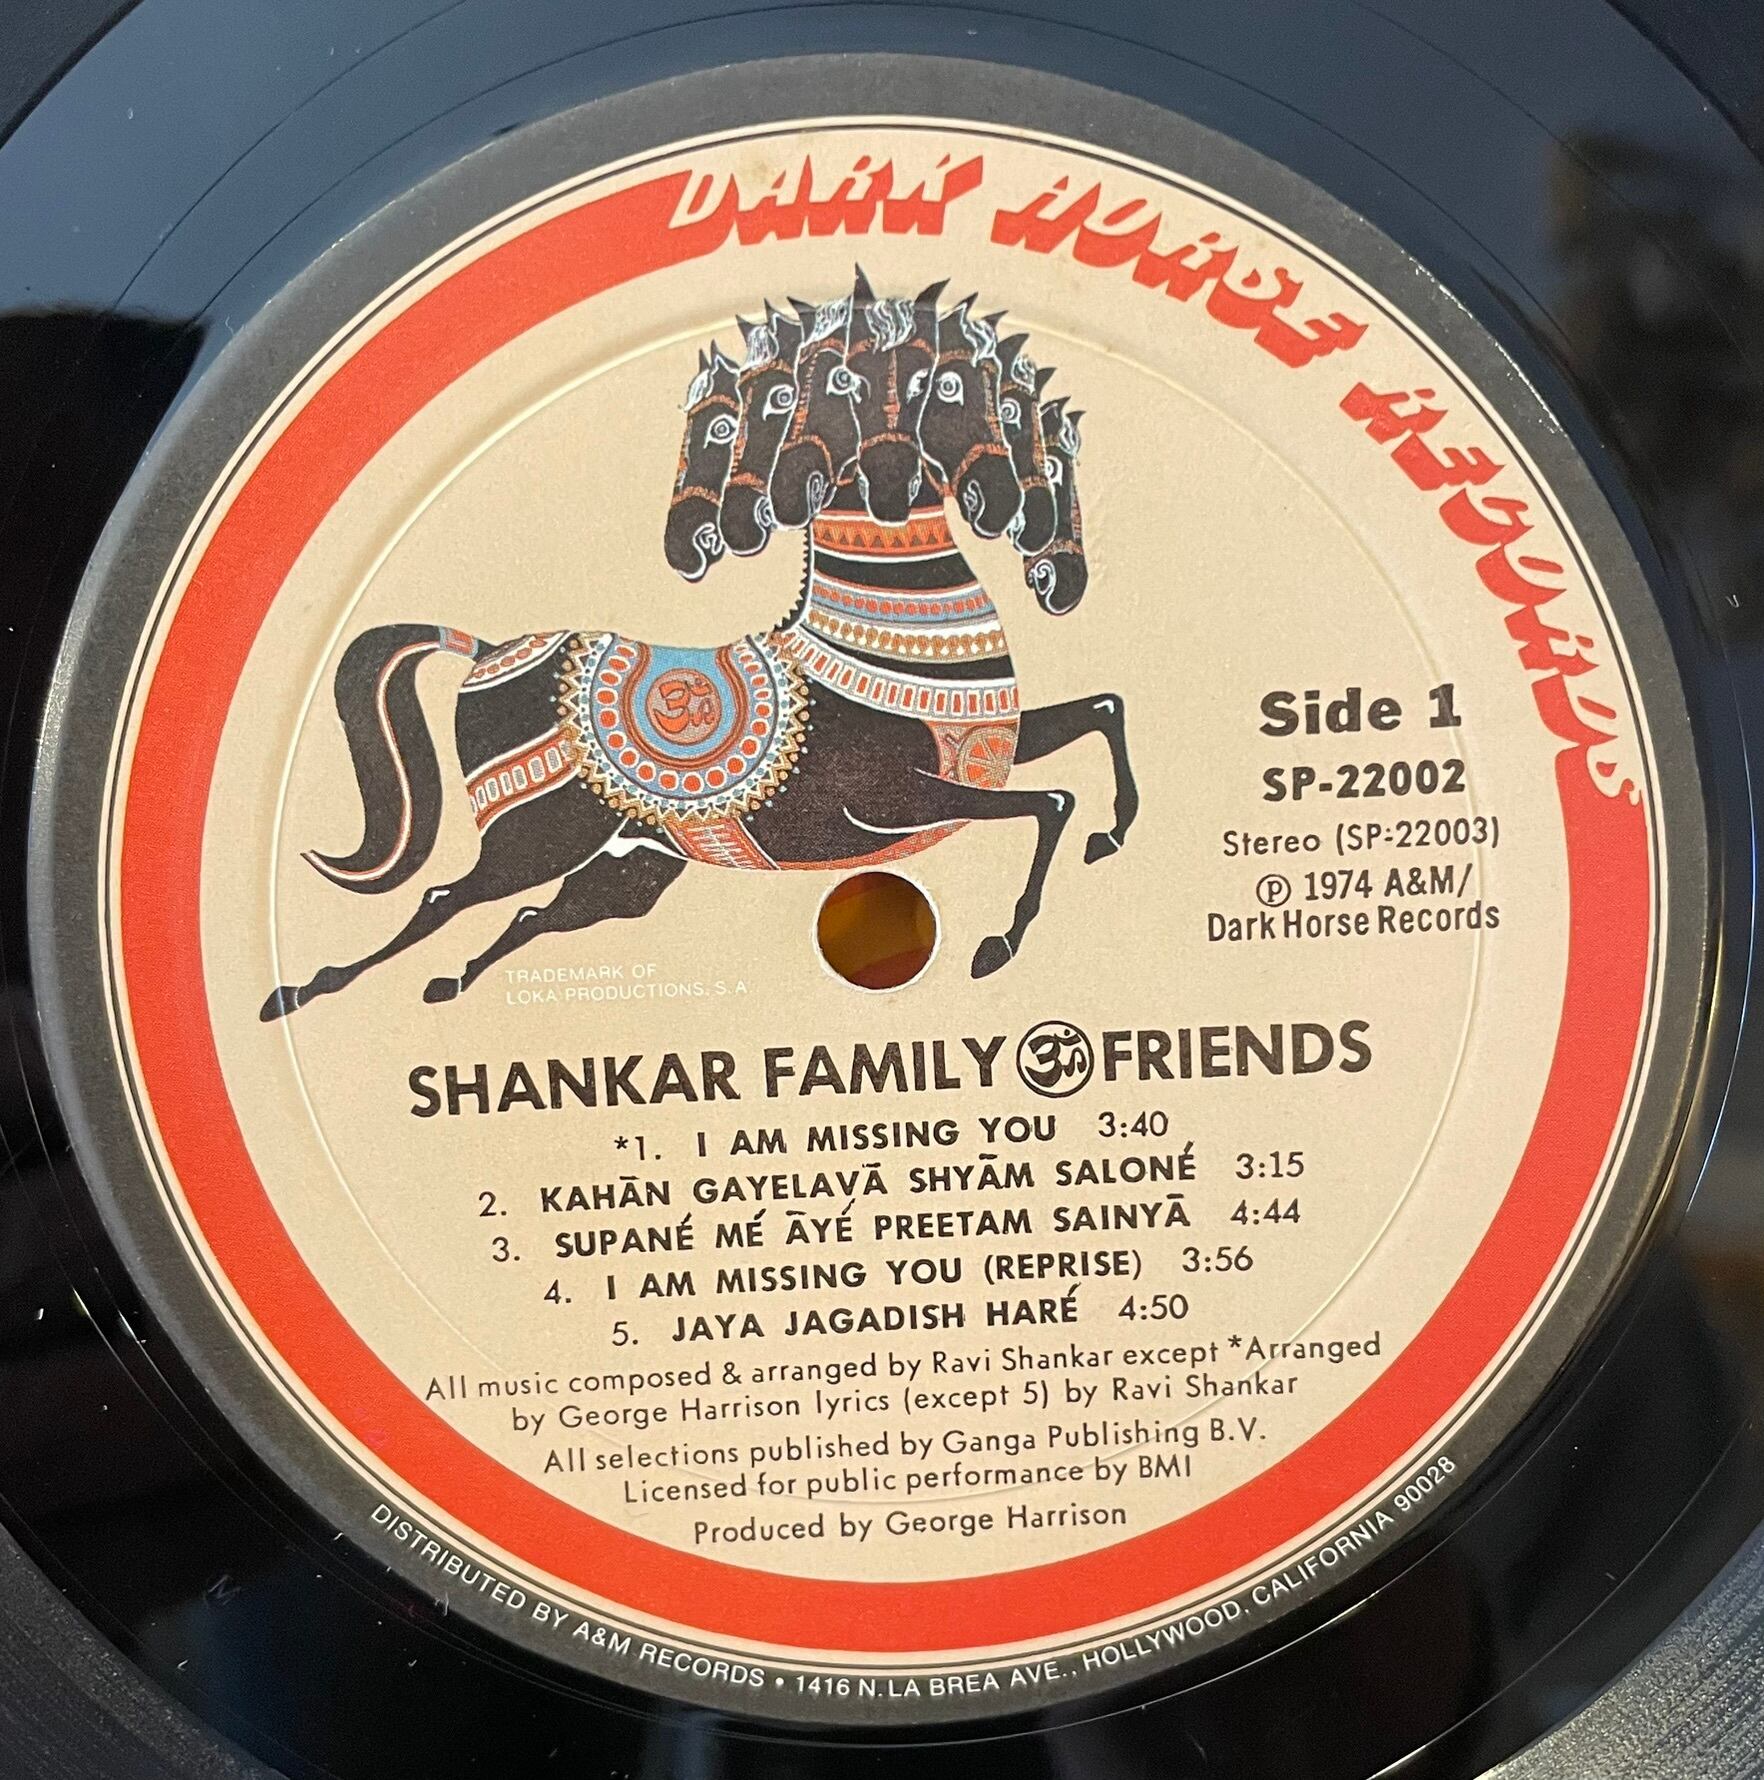 DARK HORSE RECORDS
Side 1
SP-22002
Stereo (SP-22003)
℗ 1974 A&M/
Dark Horse Records
TRADEMARK OF
LOKA PRODUCTIONS, S.A.
ॐ
SHANKAR FAMILY ॐ FRIENDS
*1. I AM MISSING YOU 3:40
2. KAHĀN GAYELAVĀ SHYĀM SALONÉ 3:15
3. SUPANÉ MÉ ĀYÉ PREETAM SAINYĀ 4:44
4. I AM MISSING YOU (REPRISE) 3:56
5. JAYA JAGADISH HARÉ 4:50
All music composed & arranged by Ravi Shankar except *Arranged
by George Harrison lyrics (except 5) by Ravi Shankar
All selections published by Ganga Publishing B.V.
Licensed for public performance by BMI
Produced by George Harrison
DISTRIBUTED BY A&M RECORDS • 1416 N. LA BREA AVE., HOLLYWOOD, CALIFORNIA 90028